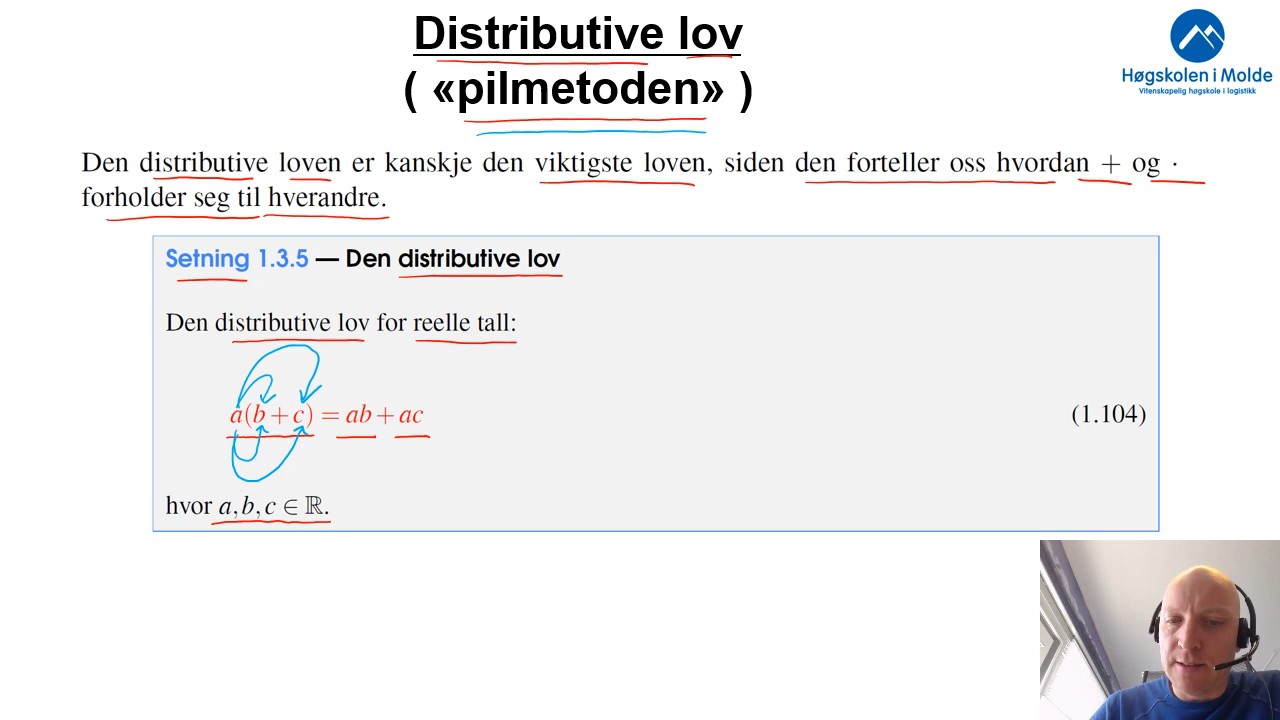 Distributive lov
( «pilmetoden» )
Høgskolen i Molde
Vitenskapelig høgskole i logistikk
Den distributive loven er kanskje den viktigste loven, siden den forteller oss hvordan + og ·
forholder seg til hverandre.
Setning 1.3.5 — Den distributive lov
Den distributive lov for reelle tall:
a(b + c) = ab + ac (1.104)
hvor a, b, c ∈ ℝ.